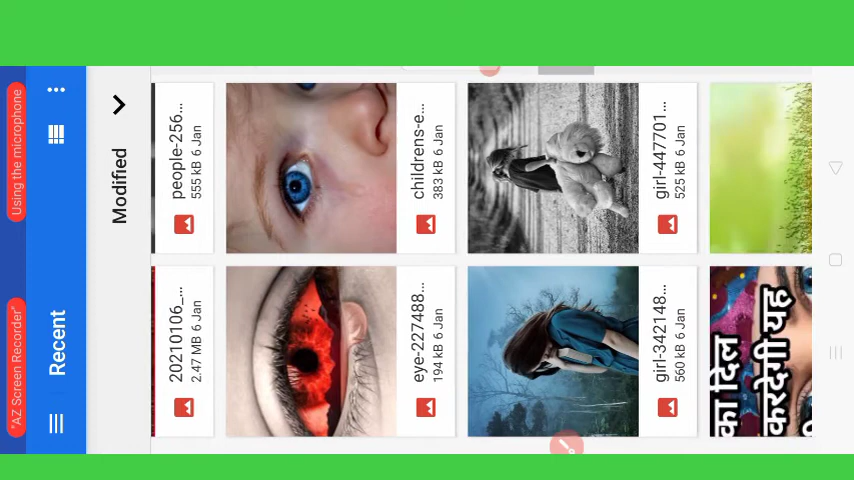 "AZ Screen Recorder"
Using the microphone
Recent
Modified
20210106_...
2.47 MB 6 Jan
people-256...
555 kB 6 Jan
eye-227488...
194 kB 6 Jan
childrens-e...
383 kB 6 Jan
girl-342148...
560 kB 6 Jan
girl-447701...
525 kB 6 Jan
का दिल
करदेगी यह